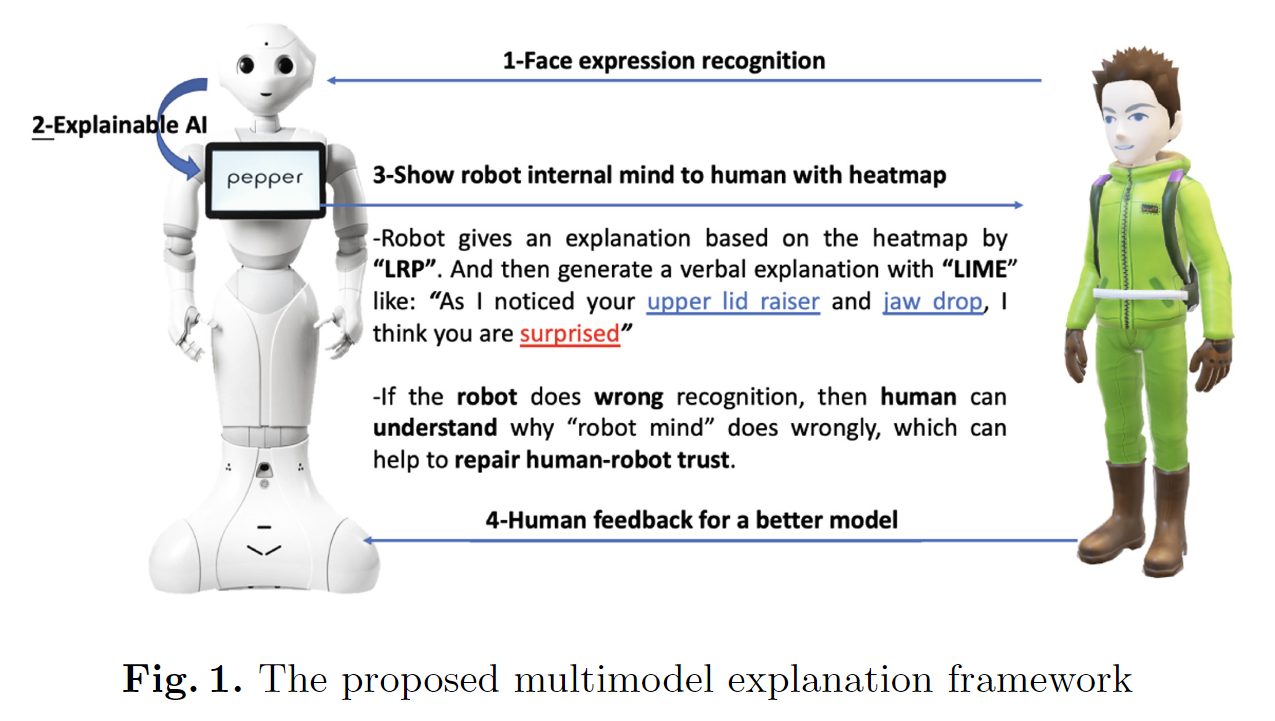 1-Face expression recognition
2-Explainable AI
pepper
3-Show robot internal mind to human with heatmap
-Robot gives an explanation based on the heatmap by
“LRP”. And then generate a verbal explanation with “LIME”
like: “As I noticed your upper lid raiser and jaw drop, I
think you are surprised”
-If the robot does wrong recognition, then human can
understand why “robot mind” does wrongly, which can
help to repair human-robot trust.
4-Human feedback for a better model
Fig. 1. The proposed multimodel explanation framework